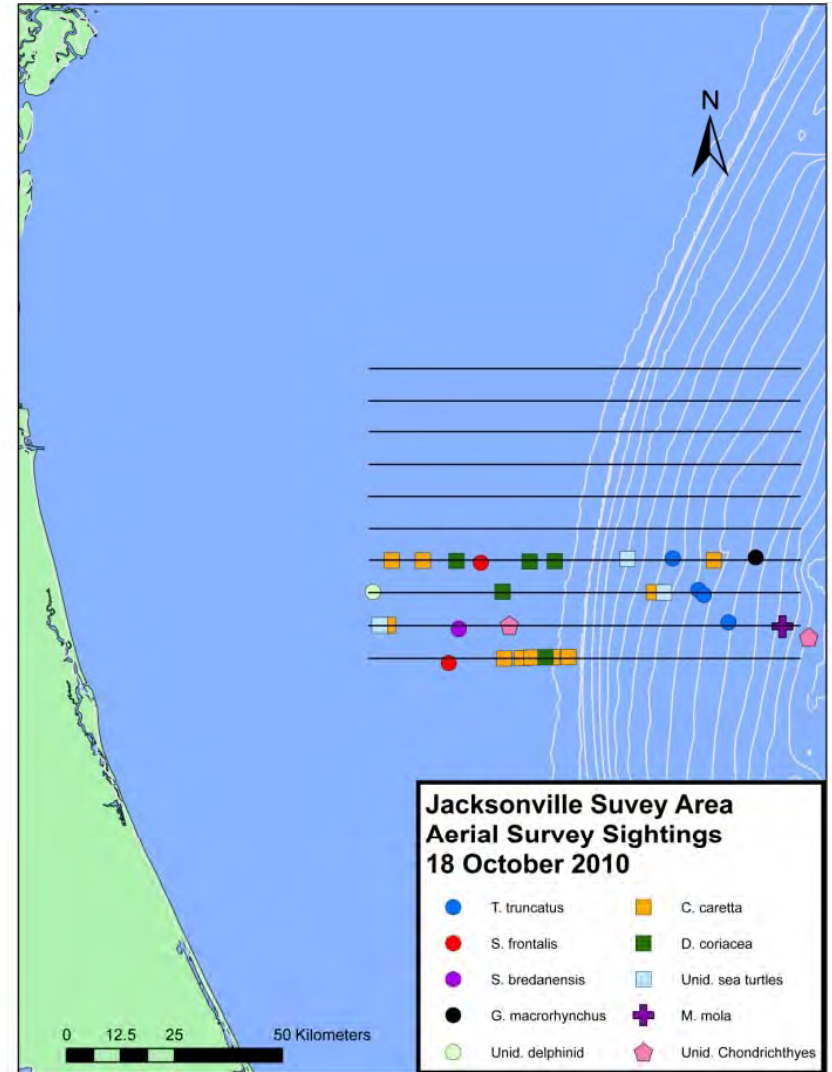 N
Jacksonville Suvey Area
Aerial Survey Sightings
18 October 2010
T. truncatus
C. caretta
S. frontalis
D. coriacea
S. bredanensis
Unid. sea turtles
G. macrorhynchus
M. mola
Unid. delphinid
Unid. Chondrichthyes
0 12.5 25 50 Kilometers